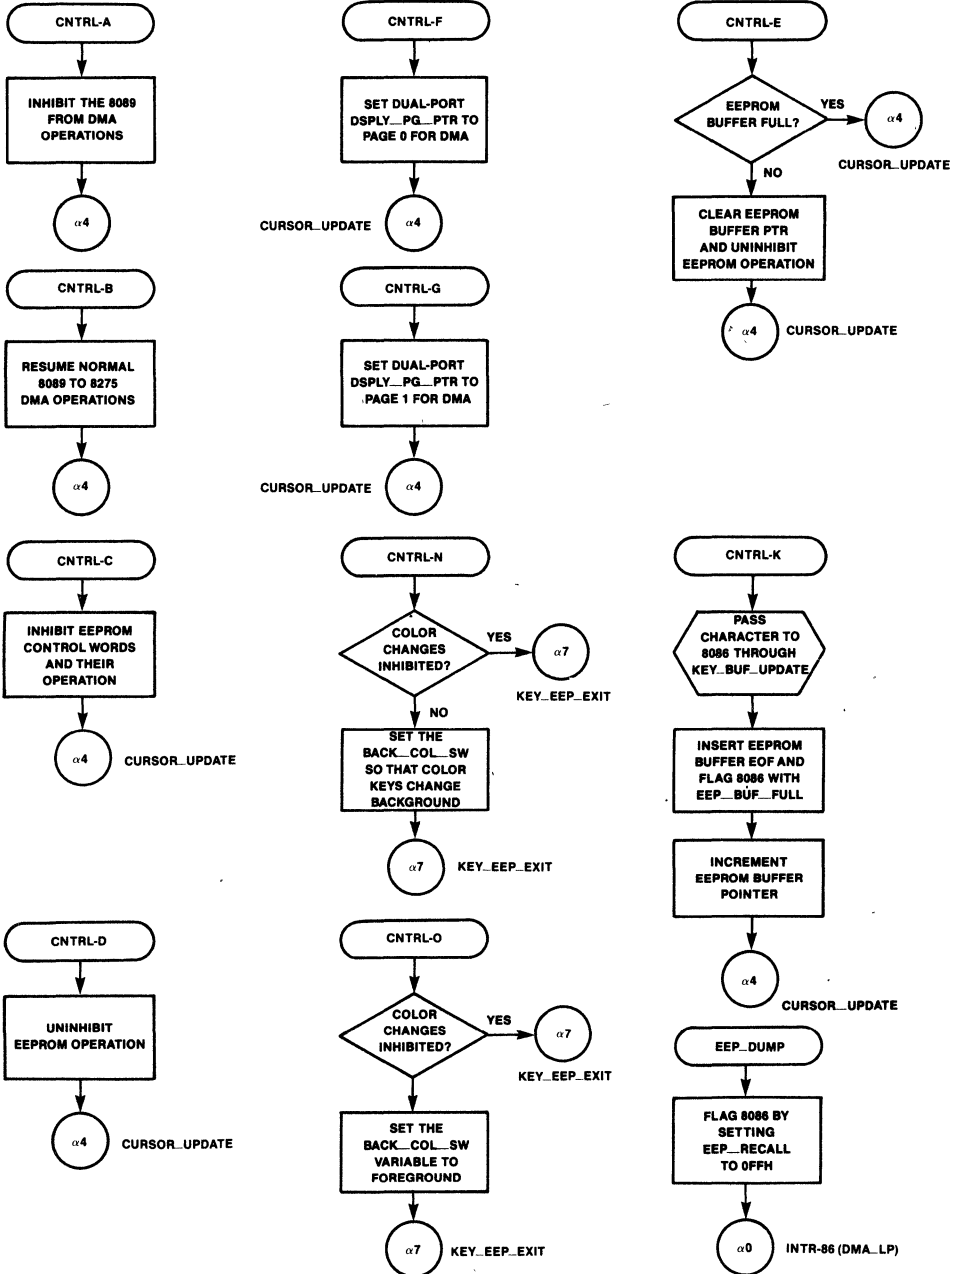 CNTRL-A
INHIBIT THE 8089
FROM DMA
OPERATIONS
α4
CNTRL-B
RESUME NORMAL
8089 TO 8275
DMA OPERATIONS
α4
CNTRL-C
INHIBIT EEPROM
CONTROL WORDS
AND THEIR
OPERATION
α4
CURSOR_UPDATE
CNTRL-D
UNINHIBIT
EEPROM OPERATION
α4
CURSOR_UPDATE
CNTRL-F
SET DUAL-PORT
DSPLY_PG_PTR TO
PAGE 0 FOR DMA
CURSOR_UPDATE
α4
CNTRL-G
SET DUAL-PORT
DSPLY_PG_PTR TO
PAGE 1 FOR DMA
CURSOR_UPDATE
α4
CNTRL-N
COLOR
CHANGES
INHIBITED?
YES
α7
KEY_EEP_EXIT
NO
SET THE
BACK_COL_SW
SO THAT COLOR
KEYS CHANGE
BACKGROUND
α7
KEY_EEP_EXIT
CNTRL-O
COLOR
CHANGES
INHIBITED?
YES
α7
KEY_EEP_EXIT
SET THE
BACK_COL_SW
VARIABLE TO
FOREGROUND
α7
KEY_EEP_EXIT
CNTRL-E
EEPROM
BUFFER FULL?
YES
α4
CURSOR_UPDATE
NO
CLEAR EEPROM
BUFFER PTR
AND UNINHIBIT
EEPROM OPERATION
α4
CURSOR_UPDATE
CNTRL-K
PASS
CHARACTER TO
8086 THROUGH
KEY_BUF_UPDATE
INSERT EEPROM
BUFFER EOF AND
FLAG 8086 WITH
EEP_BUF_FULL
INCREMENT
EEPROM BUFFER
POINTER
α4
CURSOR_UPDATE
EEP_DUMP
FLAG 8086 BY
SETTING
EEP_RECALL
TO 0FFH
α0
INTR-86 (DMA_LP)